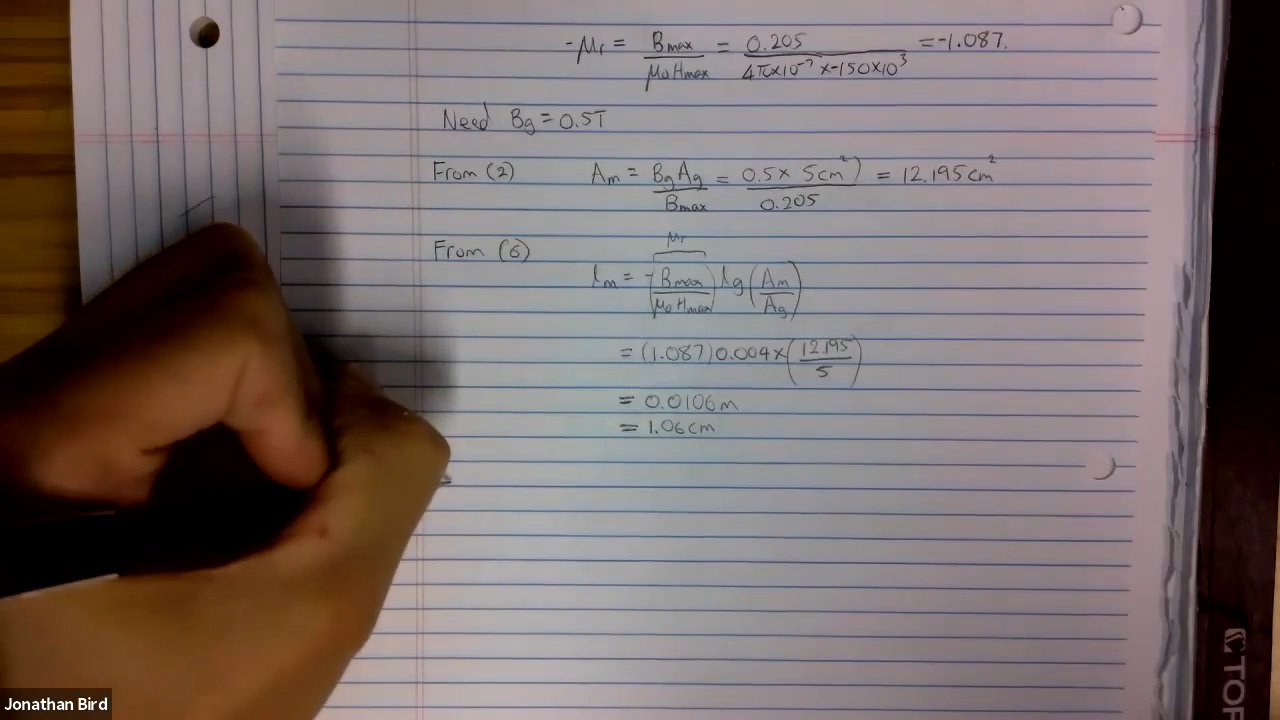 -μr = Bmax / μ0Hmax = 0.205 / 4π×10⁻⁷ × -150×10³ = -1.087.
Need Bg = 0.5T
From (2) Am = BgAg / Bmax = 0.5 × 5cm²) / 0.205 = 12.195cm²
From (6)
μr
lm = -(Bmax / μ0Hmax) lg (Am / Ag)
= (1.087) 0.004 × (12.195 / 5)
= 0.0106m
= 1.06cm
TOP
Jonathan Bird